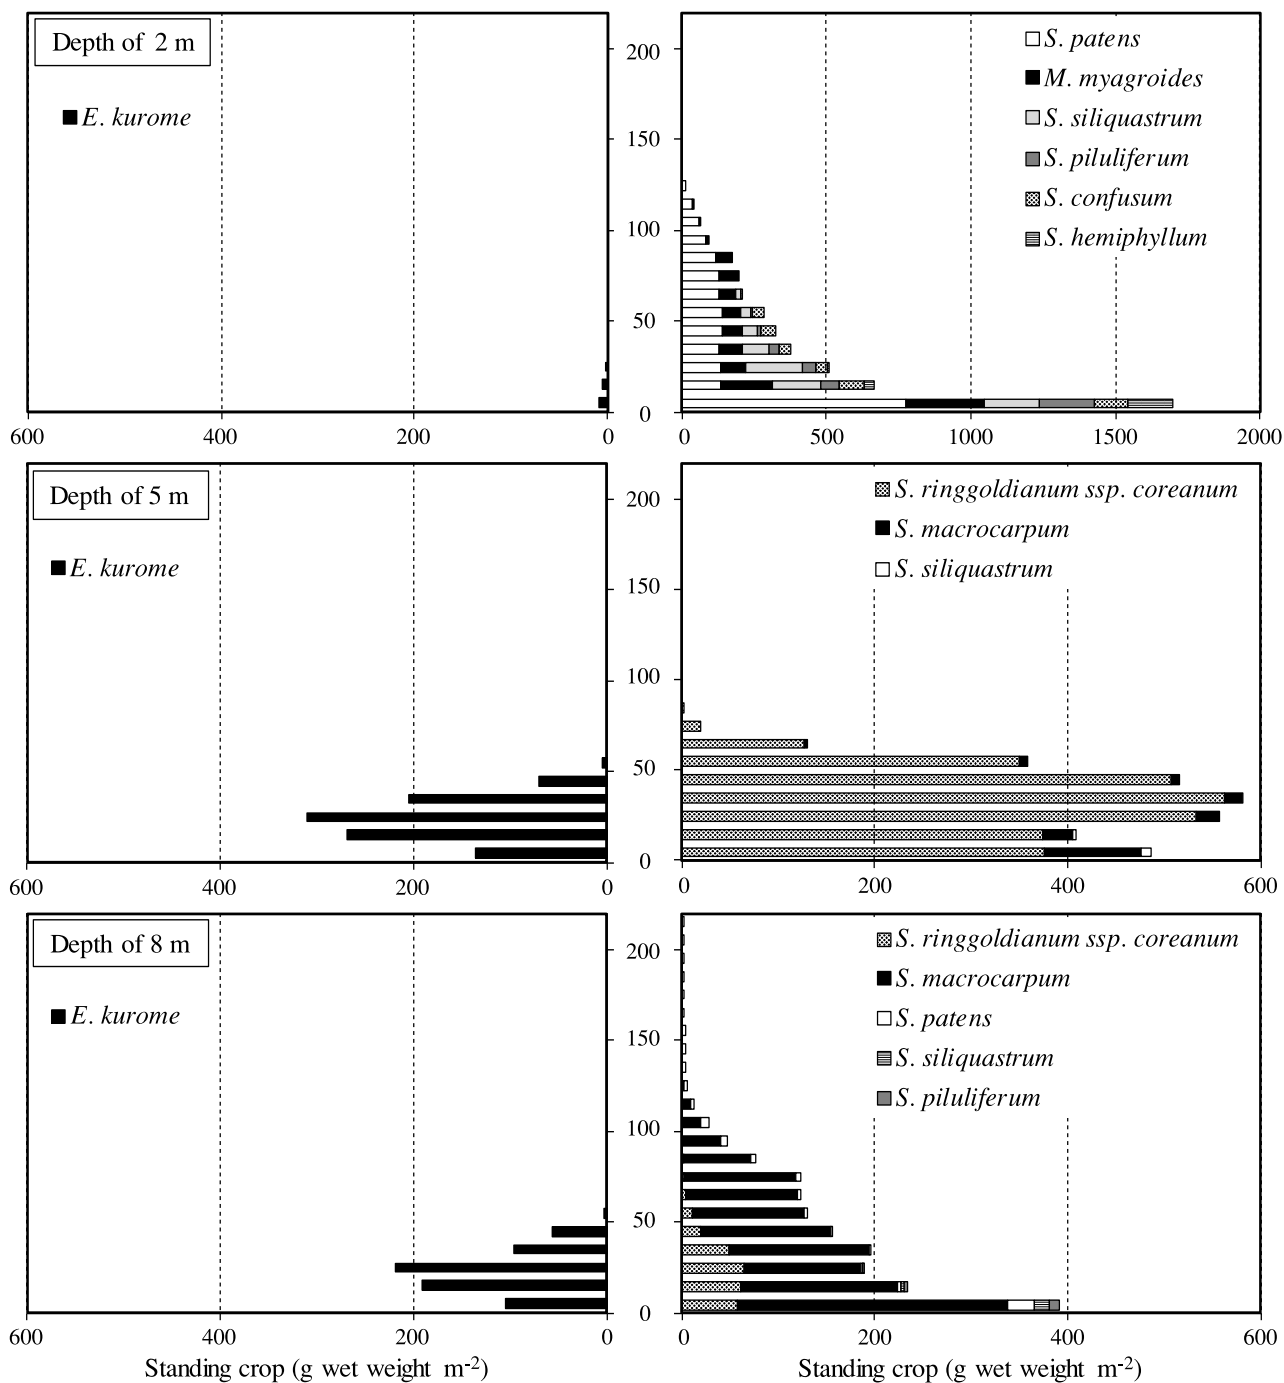 Depth of 2 m
E. kurome
600
400
200
0
200
150
100
50
0
S. patens
M. myagroides
S. siliquastrum
S. piluliferum
S. confusum
S. hemiphyllum
0
500
1000
1500
2000
Depth of 5 m
E. kurome
600
400
200
0
200
150
100
50
0
S. ringgoldianum ssp. coreanum
S. macrocarpum
S. siliquastrum
0
200
400
600
Depth of 8 m
E. kurome
600
400
200
0
Standing crop (g wet weight m-2)
200
150
100
50
0
S. ringgoldianum ssp. coreanum
S. macrocarpum
S. patens
S. siliquastrum
S. piluliferum
0
200
400
600
Standing crop (g wet weight m-2)